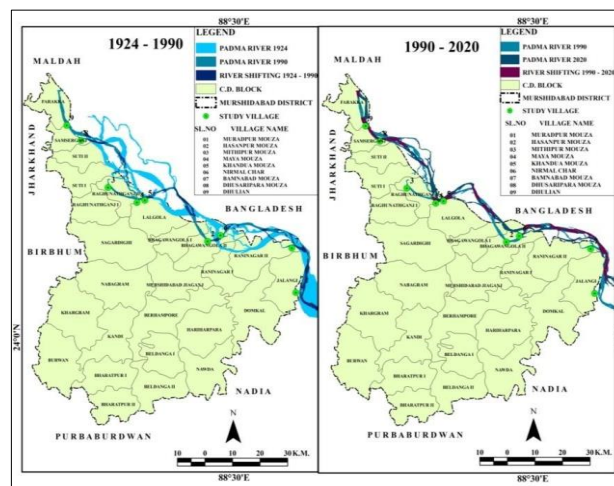 88°30'E
1924 - 1990
LEGEND
PADMA RIVER 1924
PADMA RIVER 1990
RIVER SHIFTING 1924 - 1990
C.D. BLOCK
MURSHIDABAD DISTRICT
STUDY VILLAGE
SL.NO VILLAGE NAME
01 MURADPUR MOUZA
02 HASANPUR MOUZA
03 MITHIPUR MOUZA
04 MAYA MOUZA
05 KHANDUA MOUZA
06 NIRMAL CHAR
07 BAMNABAD MOUZA
08 DHUSARIPARA MOUZA
09 DHULIAN
MALDAH
JHARKHAND
BIRBHUM
BANGLADESH
NADIA
PURBABURDWAN
24°0'N
FARAKKA
SUTI II
SUTI I
RAGHUNATHGANJ I
LALGOLA
SAGARDIGHI
BHAGAWANGOLA I
BHAGAWANGOLA II
RANINAGAR II
RANINAGAR I
JALANGI
NABAGRAM
MURSHIDABAD JIAGANJ
DOMKAL
KHARGRAM
BERHAMPORE
HARIHARPARA
KANDI
BURWAN
BELDANGA I
NAWDA
BHARATPUR I
BELDANGA II
BHARATPUR II
N
10 0 10 20 30 K.M.
88°30'E
1990 - 2020
LEGEND
PADMA RIVER 1990
PADMA RIVER 2020
RIVER SHIFTING 1990 - 2020
C.D. BLOCK
MURSHIDABAD DISTRICT
STUDY VILLAGE
SL.NO VILLAGE NAME
01 MURADPUR MOUZA
02 HASANPUR MOUZA
03 MITHIPUR MOUZA
04 MAYA MOUZA
05 KHANDUA MOUZA
06 NIRMAL CHAR
07 BAMNABAD MOUZA
08 DHUSARIPARA MOUZA
09 DHULIAN
MALDAH
JHARKHAND
BIRBHUM
BANGLADESH
NADIA
PURBABURDWAN
FARAKKA
SUTI II
SUTI I
RAGHUNATHGANJ I
LALGOLA
SAGARDIGHI
BHAGAWANGOLA I
BHAGAWANGOLA II
RANINAGAR II
RANINAGAR I
JALANGI
NABAGRAM
MURSHIDABAD JIAGANJ
DOMKAL
KHARGRAM
BERHAMPORE
HARIHARPARA
KANDI
BURWAN
BELDANGA I
NAWDA
BHARATPUR I
BELDANGA II
BHARATPUR II
N
10 0 10 20 30 K.M.
88°30'E